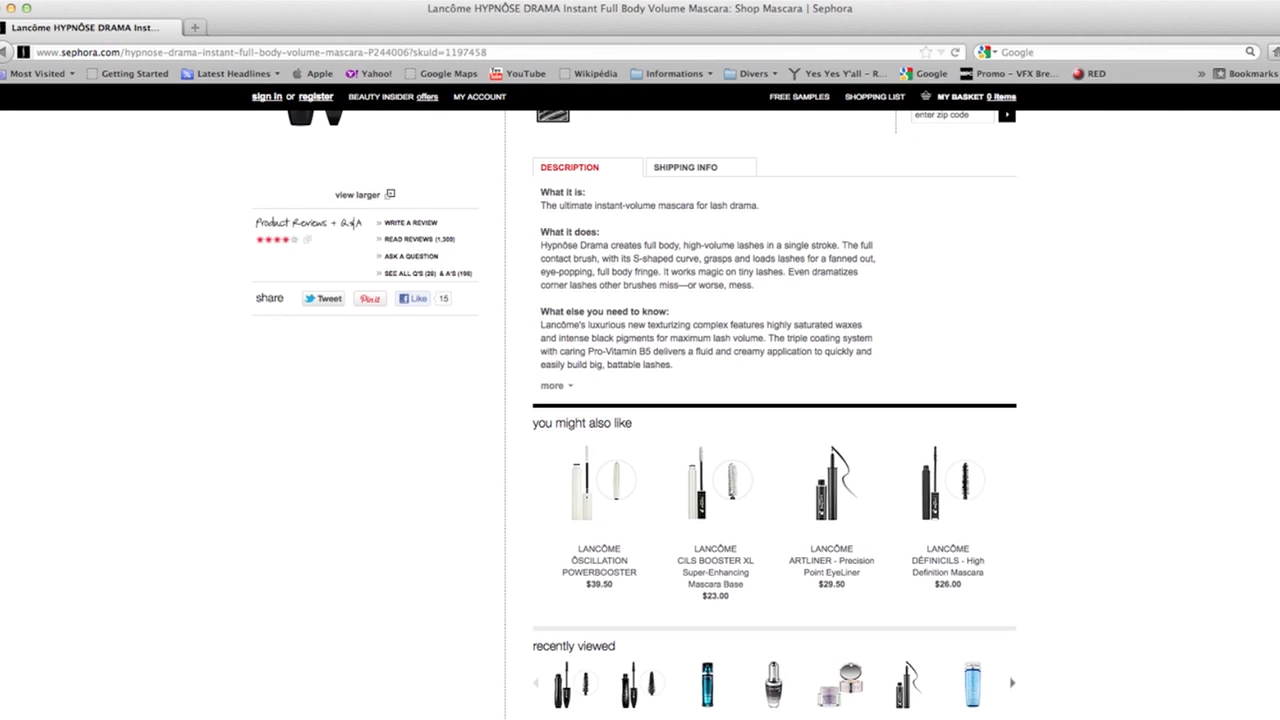 Lancôme HYPNÔSE DRAMA Instant Full Body Volume Mascara: Shop Mascara | Sephora
Lancôme HYPNÔSE DRAMA Inst...
www.sephora.com/hypnose-drama-instant-full-body-volume-mascara-P244006?skuId=1197458
Google
Most Visited Getting Started Latest Headlines Apple Yahoo! Google Maps YouTube Wikipédia Informations Divers Yes Yes Y'all - R... Google Promo - VFX Bre... RED » Bookmarks
sign in or register BEAUTY INSIDER offers MY ACCOUNT FREE SAMPLES SHOPPING LIST MY BASKET 0 items
enter zip code
DESCRIPTION SHIPPING INFO
view larger
Product Reviews + Q&A
» WRITE A REVIEW
» READ REVIEWS (1,309)
» ASK A QUESTION
» SEE ALL Q'S (28) & A'S (196)
share Tweet Pin it Like 15
What it is:
The ultimate instant-volume mascara for lash drama.
What it does:
Hypnôse Drama creates full body, high-volume lashes in a single stroke. The full
contact brush, with its S-shaped curve, grasps and loads lashes for a fanned out,
eye-popping, full body fringe. It works magic on tiny lashes. Even dramatizes
corner lashes other brushes miss—or worse, mess.
What else you need to know:
Lancôme's luxurious new texturizing complex features highly saturated waxes
and intense black pigments for maximum lash volume. The triple coating system
with caring Pro-Vitamin B5 delivers a fluid and creamy application to quickly and
easily build big, battable lashes.
more
you might also like
LANCÔME
ÔSCILLATION
POWERBOOSTER
$39.50
LANCÔME
CILS BOOSTER XL
Super-Enhancing
Mascara Base
$23.00
LANCÔME
ARTLINER - Precision
Point EyeLiner
$29.50
LANCÔME
DÉFINICILS - High
Definition Mascara
$26.00
recently viewed